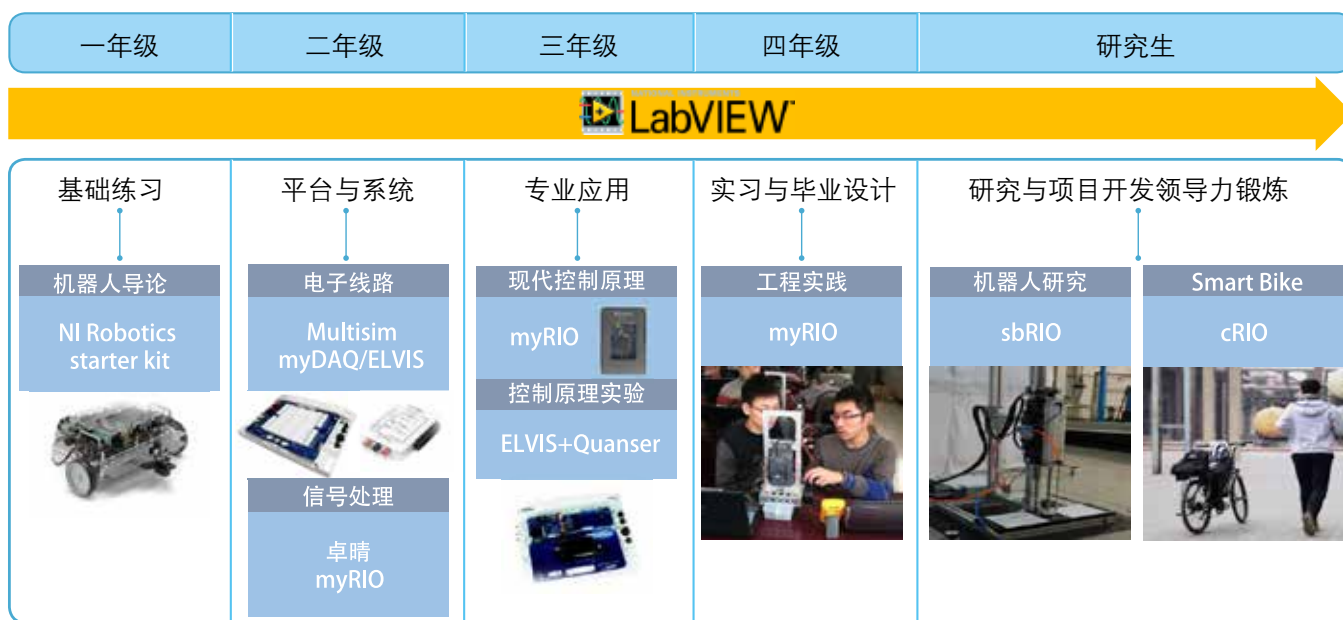 一年级
二年级
三年级
四年级
研究生
NATIONAL INSTRUMENTS
LabVIEW™
基础练习
机器人导论
NI Robotics
starter kit
平台与系统
电子线路
Multisim
myDAQ/ELVIS
信号处理
卓晴
myRIO
专业应用
现代控制原理
myRIO
控制原理实验
ELVIS+Quanser
实习与毕业设计
工程实践
myRIO
研究与项目开发领导力锻炼
机器人研究
sbRIO
Smart Bike
cRIO